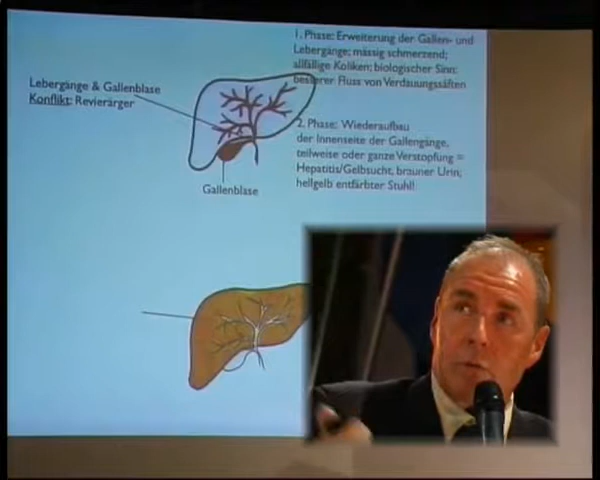 1. Phase: Erweiterung der Gallen- und
Lebergänge; mässig schmerzend;
allfällige Koliken; biologischer Sinn:
besserer Fluss von Verdauungssäften
Lebergänge & Gallenblase
Konflikt: Revierärger
2. Phase: Wiederaufbau
der Innenseite der Gallengänge,
teilweise oder ganze Verstopfung =
Hepatitis/Gelbsucht, brauner Urin,
hellgelb entfärbter Stuhl!
Gallenblase